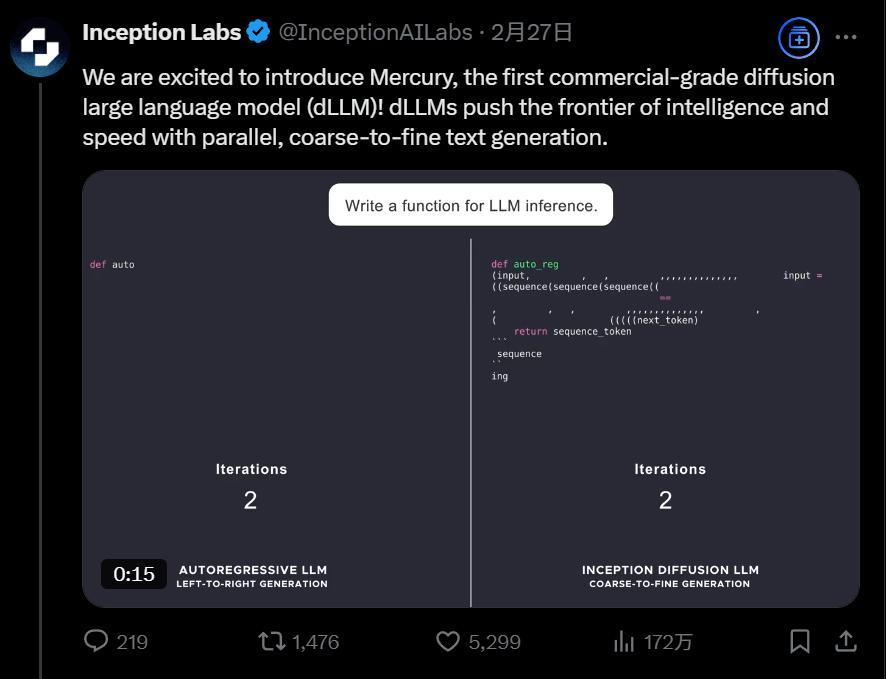 Inception Labs @InceptionAILabs · 2月27日
We are excited to introduce Mercury, the first commercial-grade diffusion
large language model (dLLM)! dLLMs push the frontier of intelligence and
speed with parallel, coarse-to-fine text generation.
Write a function for LLM inference.
def auto
Iterations
2
0:15
AUTOREGRESSIVE LLM
LEFT-TO-RIGHT GENERATION
def auto_reg
(input, , , ,,,,,,,,,,,,,, input =
((sequence(sequence(sequence((
==
, , , ,,,,,,,,,,,,,, ,
( (((((next_token)
return sequence_token
```
sequence
``
ing
Iterations
2
INCEPTION DIFFUSION LLM
COARSE-TO-FINE GENERATION
219 1,476 5,299 172万